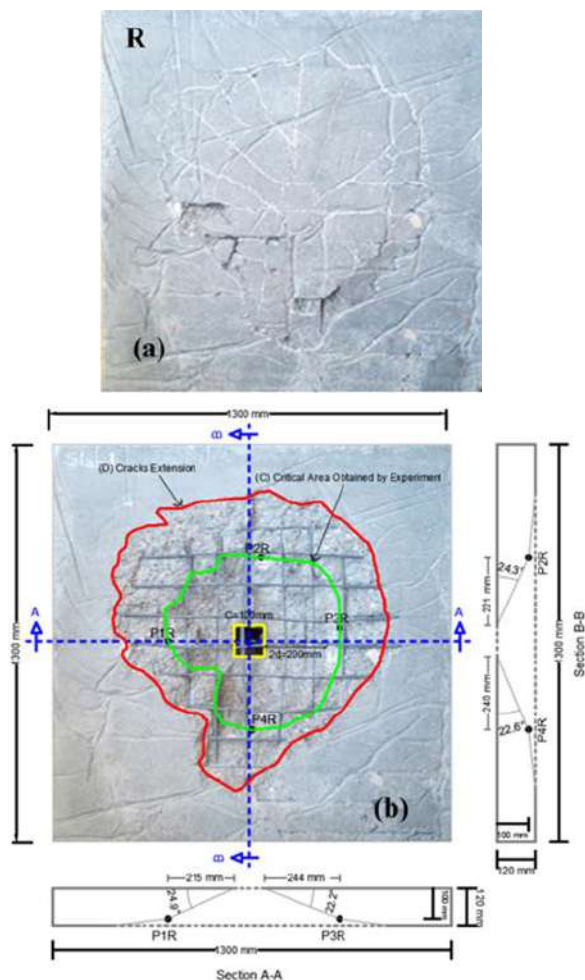 R
(a)
1300 mm
B
(D) Cracks Extension
(C) Critical Area Obtained by Experiment
P2R
C=100mm
A
A
P1R
P3R
2d=200mm
P4R
(b)
B
1300 mm
24.3°
P2R
221 mm
240 mm
22.6°
P4R
100 mm
120 mm
1300 mm
Section B-B
215 mm
244 mm
24.9°
22.2°
100 mm
120 mm
P1R
P3R
1300 mm
Section A-A